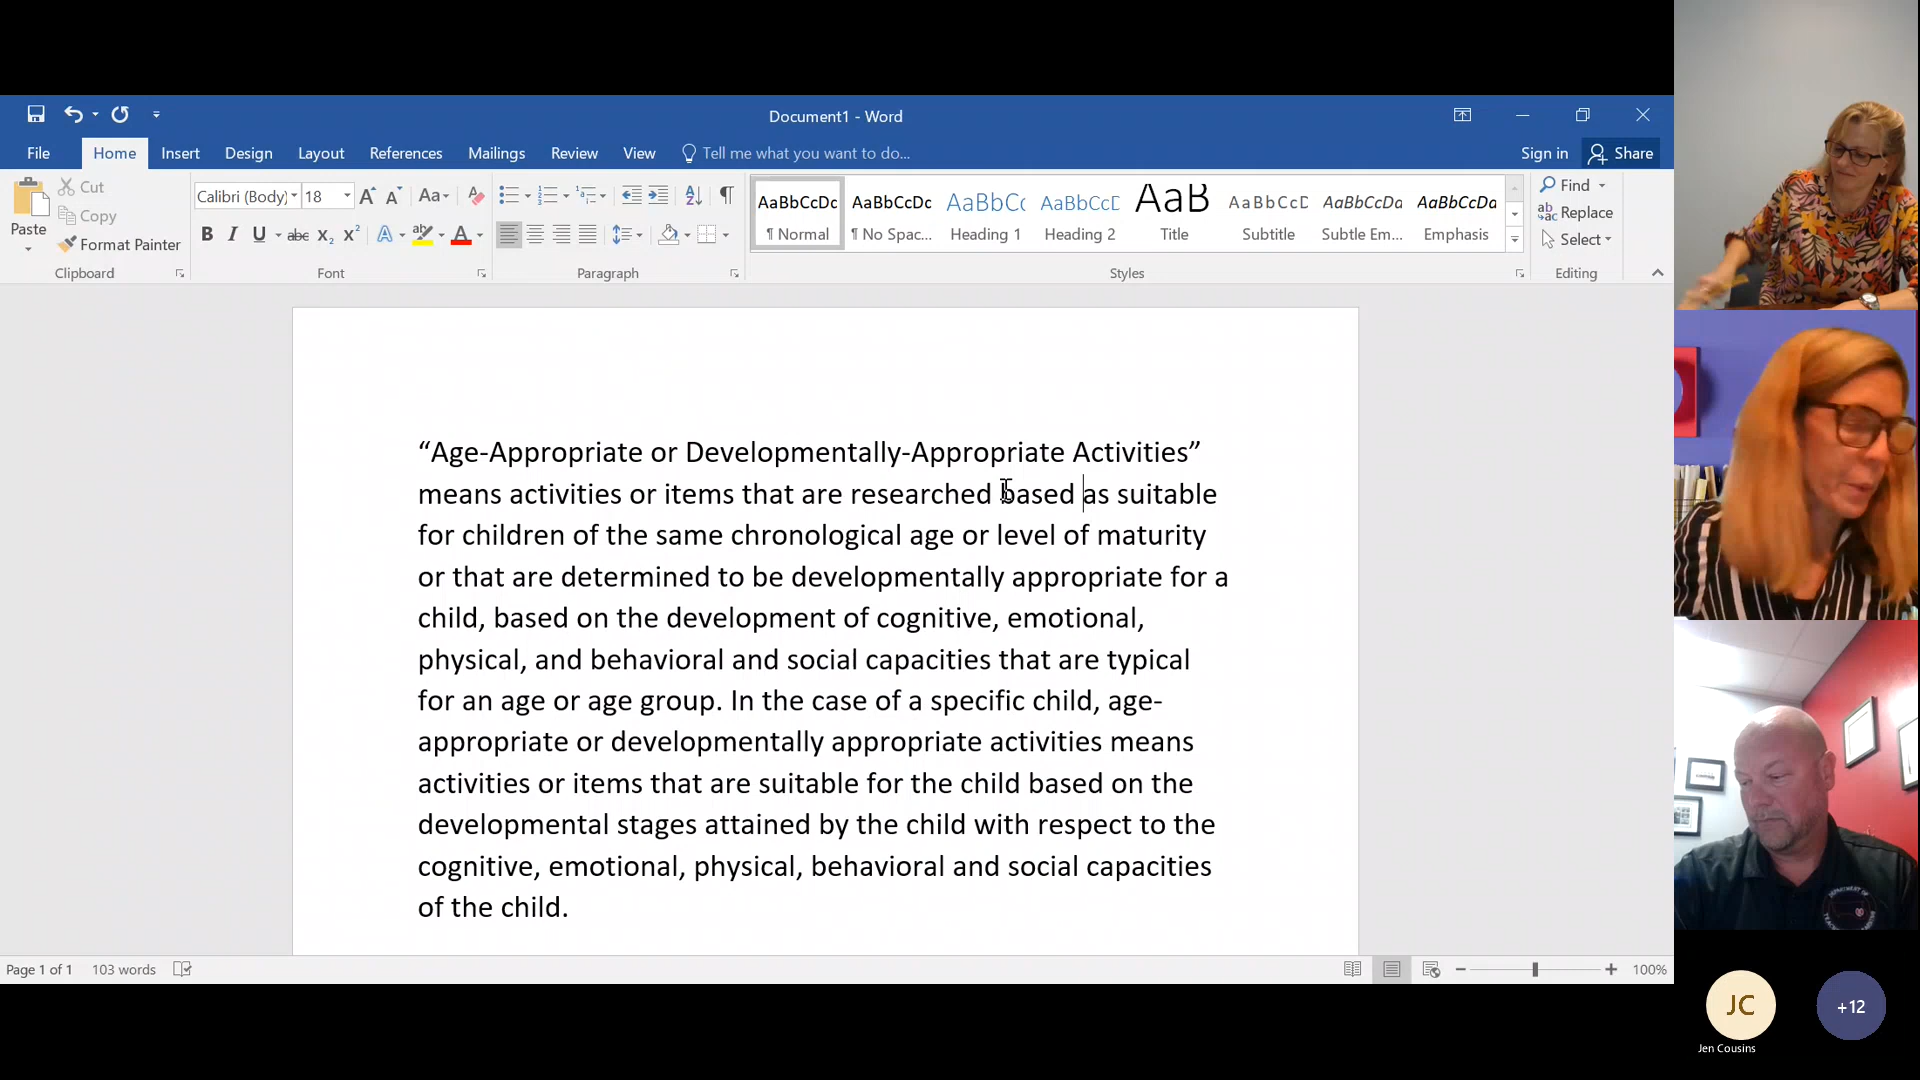 Document1 - Word
File Home Insert Design Layout References Mailings Review View Tell me what you want to do... Sign in Share
Paste
Cut
Copy
Format Painter
Clipboard
Calibri (Body) 18
Font
Paragraph
AaBbCcDc AaBbCcDc AaBbCc AaBbCcC AaB AaBbCcD AaBbCcDc AaBbCcDc
¶ Normal ¶ No Spac... Heading 1 Heading 2 Title Subtitle Subtle Em... Emphasis
Styles
Find
Replace
Select
Editing
“Age-Appropriate or Developmentally-Appropriate Activities”
means activities or items that are researched based as suitable
for children of the same chronological age or level of maturity
or that are determined to be developmentally appropriate for a
child, based on the development of cognitive, emotional,
physical, and behavioral and social capacities that are typical
for an age or age group. In the case of a specific child, age-
appropriate or developmentally appropriate activities means
activities or items that are suitable for the child based on the
developmental stages attained by the child with respect to the
cognitive, emotional, physical, behavioral and social capacities
of the child.
Page 1 of 1 103 words 100%
JC
Jen Cousins
+12